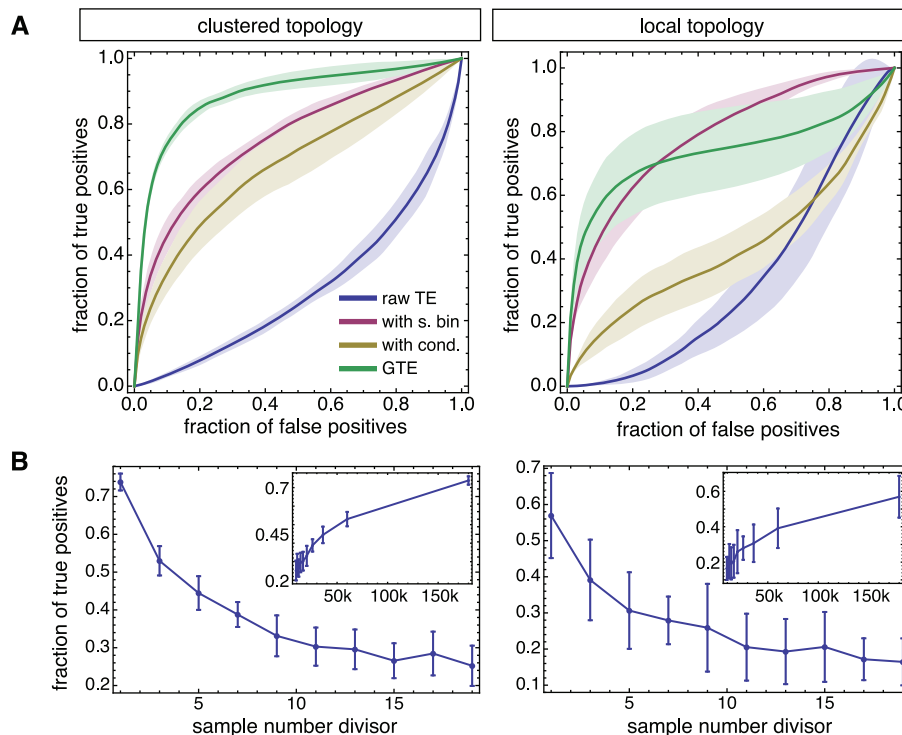 A
clustered topology
local topology
fraction of true positives
1.0
0.8
0.6
0.4
0.2
0.0
raw TE
with s. bin
with cond.
GTE
0.0 0.2 0.4 0.6 0.8 1.0
fraction of false positives
fraction of true positives
1.0
0.8
0.6
0.4
0.2
0.0
0.0 0.2 0.4 0.6 0.8 1.0
fraction of false positives
B
fraction of true positives
0.7
0.6
0.5
0.4
0.3
0.2
5 10 15
sample number divisor
0.7
0.45
0.2
50k 100k 150k
0.7
0.6
0.5
0.4
0.3
0.2
0.1
5 10 15
sample number divisor
0.6
0.4
0.2
50k 100k 150k